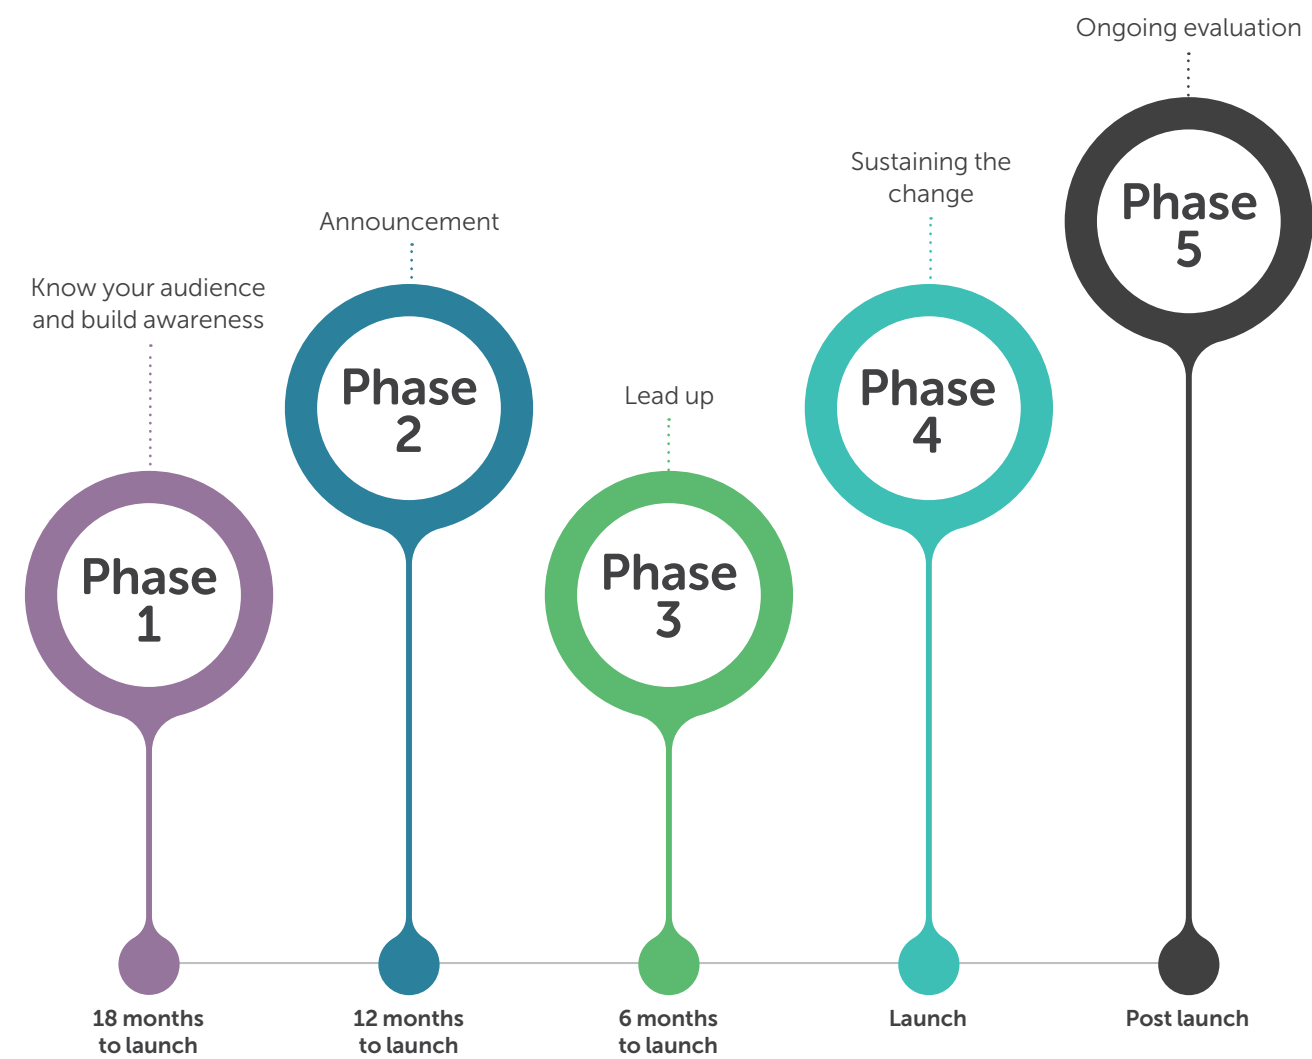 Know your audience
and build awareness
Phase
1
18 months
to launch
Announcement
Phase
2
12 months
to launch
Lead up
Phase
3
6 months
to launch
Sustaining the
change
Phase
4
Launch
Ongoing evaluation
Phase
5
Post launch